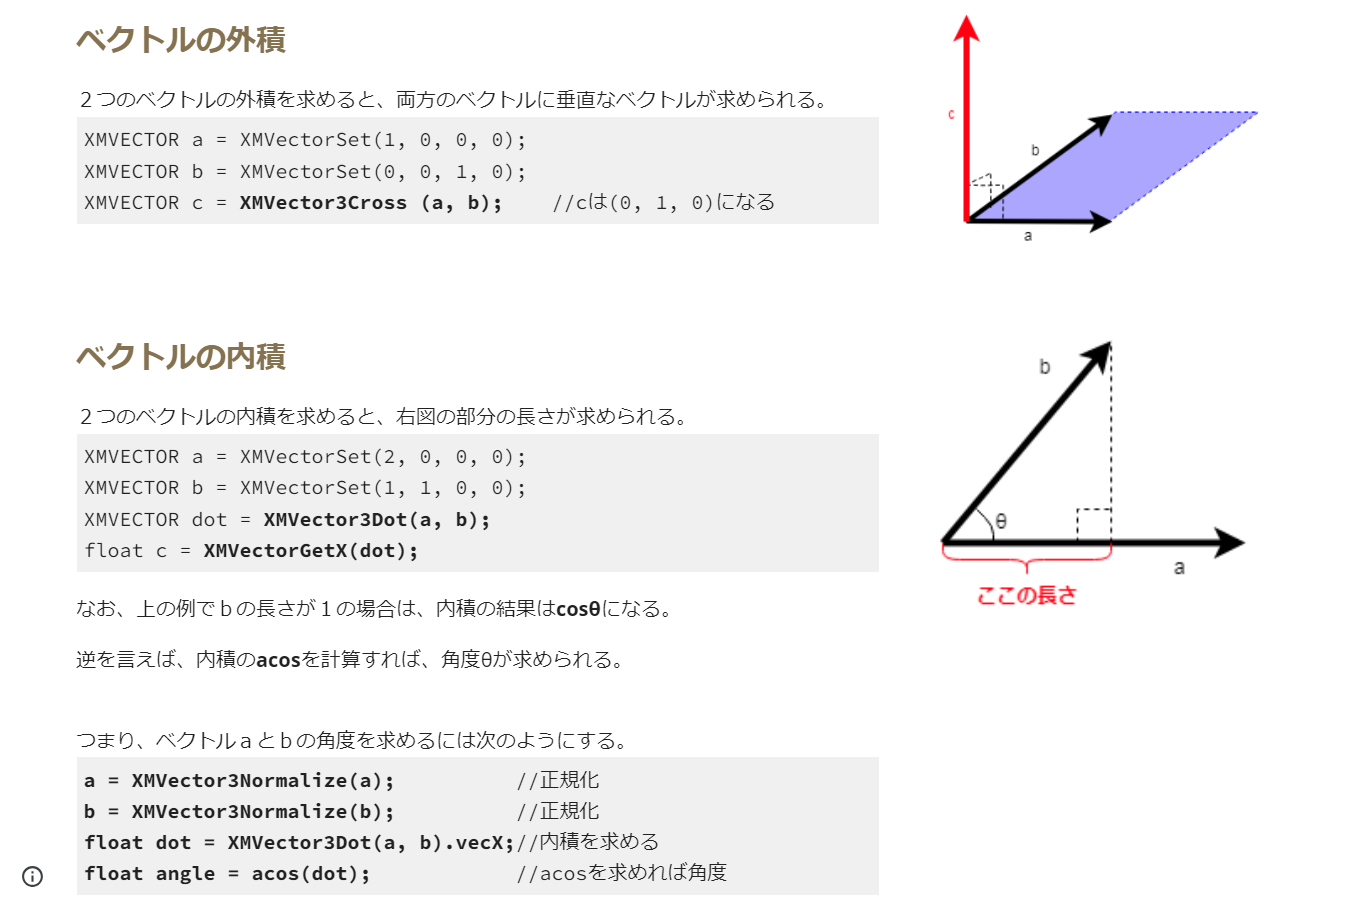 ベクトルの外積
２つのベクトルの外積を求めると、両方のベクトルに垂直なベクトルが求められる。
XMVECTOR a = XMVectorSet(1, 0, 0, 0);
XMVECTOR b = XMVectorSet(0, 0, 1, 0);
XMVECTOR c = XMVector3Cross (a, b);    //cは(0, 1, 0)になる
c
b
a
ベクトルの内積
２つのベクトルの内積を求めると、右図の部分の長さが求められる。
XMVECTOR a = XMVectorSet(2, 0, 0, 0);
XMVECTOR b = XMVectorSet(1, 1, 0, 0);
XMVECTOR dot = XMVector3Dot(a, b);
float c = XMVectorGetX(dot);
b
θ
a
ここの長さ
なお、上の例でｂの長さが１の場合は、内積の結果はcosθになる。
逆を言えば、内積のacosを計算すれば、角度θが求められる。
つまり、ベクトルａとｂの角度を求めるには次のようにする。
a = XMVector3Normalize(a);          //正規化
b = XMVector3Normalize(b);          //正規化
float dot = XMVector3Dot(a, b).vecX;//内積を求める
float angle = acos(dot);            //acosを求めれば角度